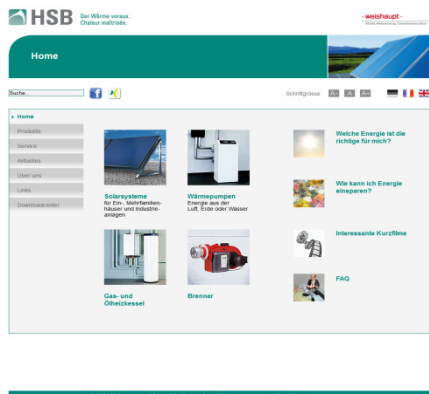 HSB
Der Wärme voraus.
Chaleur maîtrisée.
-weishaupt-
Home
Suche...
Schriftgrösse A- A A+
Home
Produkte
Service
Aktuelles
Über uns
Links
Downloadcenter
Solarsysteme
für Ein-, Mehrfamilien-
häuser und Industrie-
anlagen
Wärmepumpen
Energie aus der
Luft, Erde oder Wasser
Gas- und
Ölheizkessel
Brenner
Welche Energie ist die
richtige für mich?
Wie kann ich Energie
einsparen?
Interessante Kurzfilme
FAQ